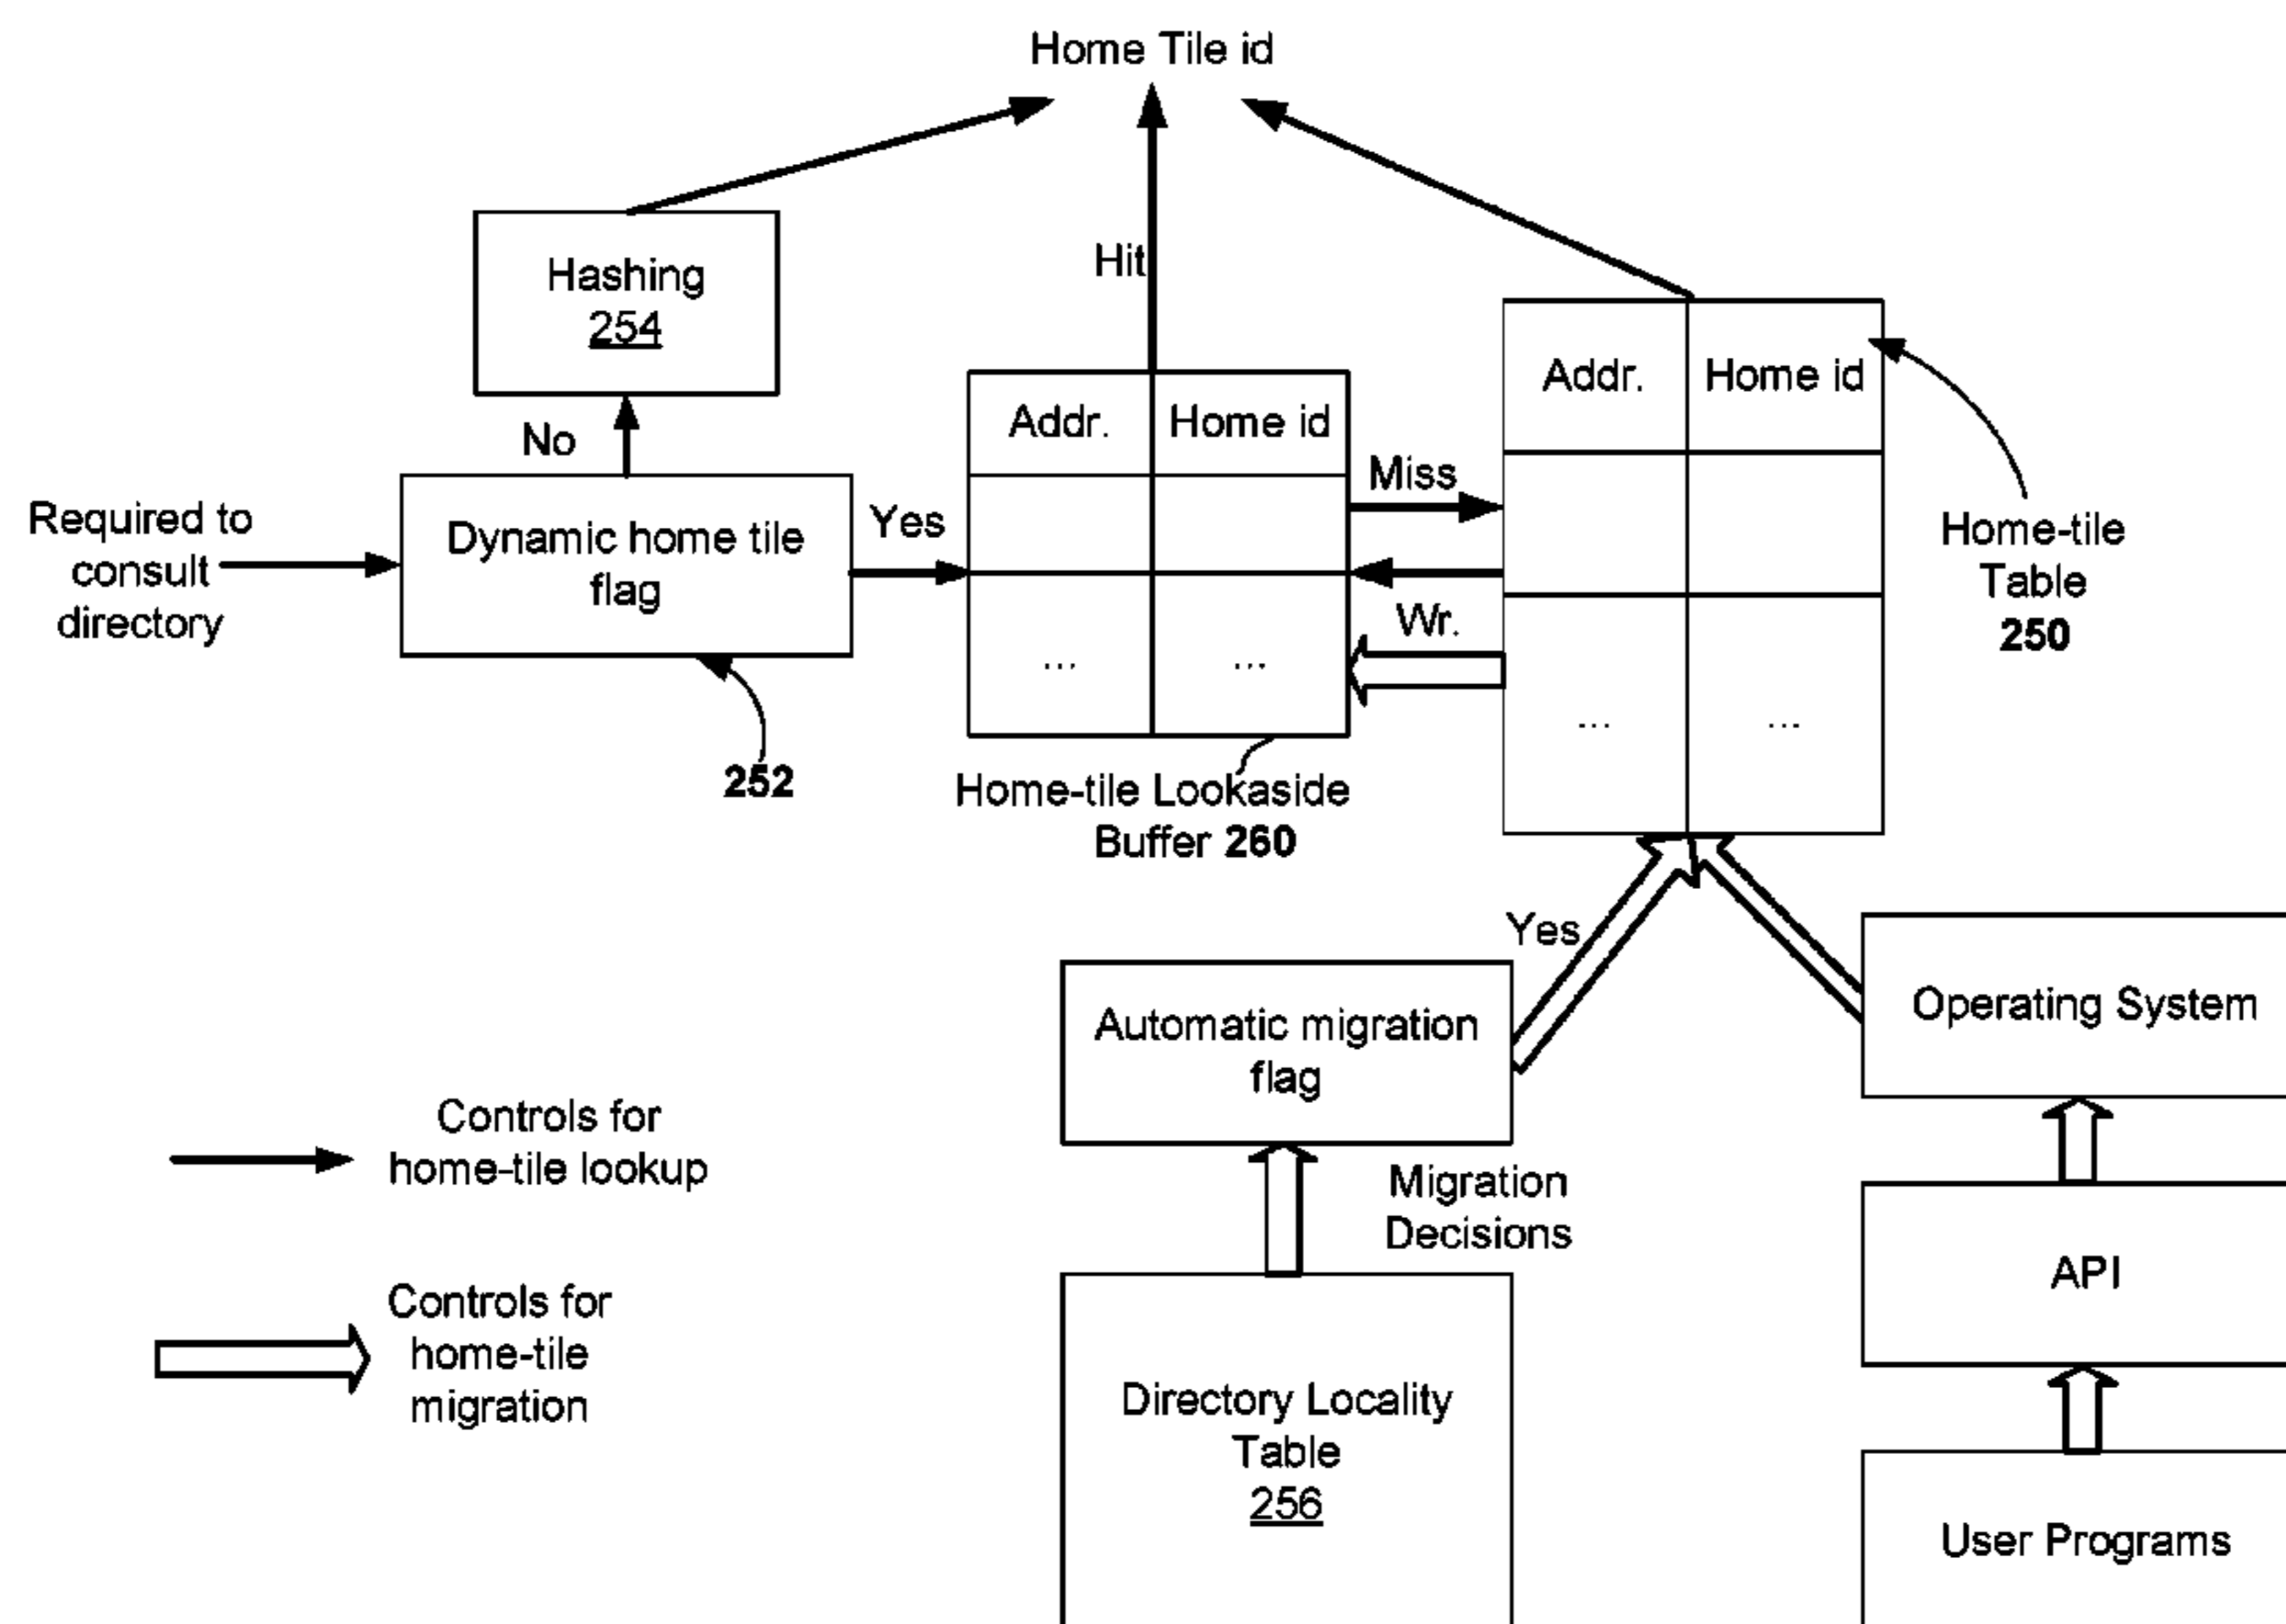 Home Tile id
Hashing
254
Hit
No
Addr.
Home id
Addr.
Home id
Required to
consult
directory
Dynamic home tile
flag
Yes
Miss
Wr.
...
...
...
...
Home-tile
Table
250
252
Home-tile Lookaside
Buffer 260
Yes
Automatic migration
flag
Operating System
Controls for
home-tile lookup
Migration
Decisions
API
Controls for
home-tile
migration
Directory Locality
Table
256
User Programs